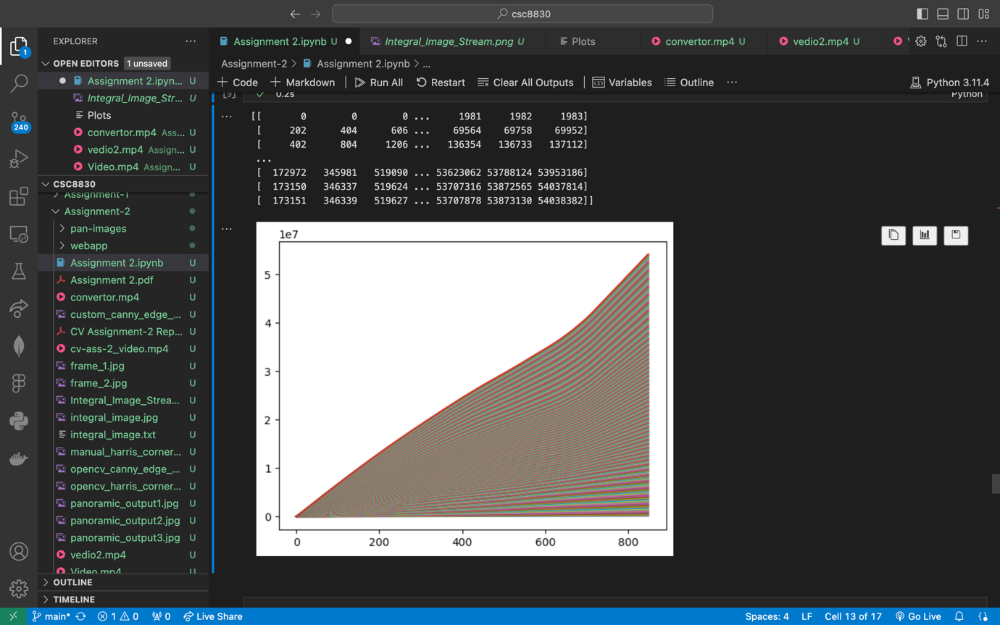 csc8830
EXPLORER
OPEN EDITORS 1 unsaved
Assignment 2.ipyn... U
Integral_Image_Str... U
Plots
convertor.mp4 Ass... U
vedio2.mp4 Assign... U
Video.mp4 Assign... U
CSC8830
Assignment-1
Assignment-2
pan-images
webapp
Assignment 2.ipynb U
Assignment 2.pdf U
convertor.mp4 U
custom_canny_edge_... U
CV Assignment-2 Rep... U
cv-ass-2_video.mp4 U
frame_1.jpg U
frame_2.jpg U
Integral_Image_Strea... U
integral_image.jpg U
integral_image.txt U
manual_harris_corner... U
opencv_canny_edge_... U
opencv_harris_corner... U
panoramic_output1.jpg U
panoramic_output2.jpg U
panoramic_output3.jpg U
vedio2.mp4 U
Video.mp4 U
OUTLINE
TIMELINE
1
240
Assignment 2.ipynb U
Integral_Image_Stream.png U
Plots
convertor.mp4 U
vedio2.mp4 U
Assignment-2 > Assignment 2.ipynb > ...
+ Code + Markdown Run All Restart Clear All Outputs (x) Variables Outline ... Python 3.11.4
[9] ✓ 0.2s Python
[[ 0 0 0 ... 1981 1982 1983]
[ 202 404 606 ... 69564 69758 69952]
[ 402 804 1206 ... 136354 136733 137112]
...
[ 172972 345981 519090 ... 53623062 53788124 53953186]
[ 173150 346337 519624 ... 53707316 53872565 54037814]
[ 173151 346339 519627 ... 53707878 53873130 54038382]]
1e7
5
4
3
2
1
0
0 200 400 600 800
main* 1 0 0 Live Share Spaces: 4 LF Cell 13 of 17 Go Live